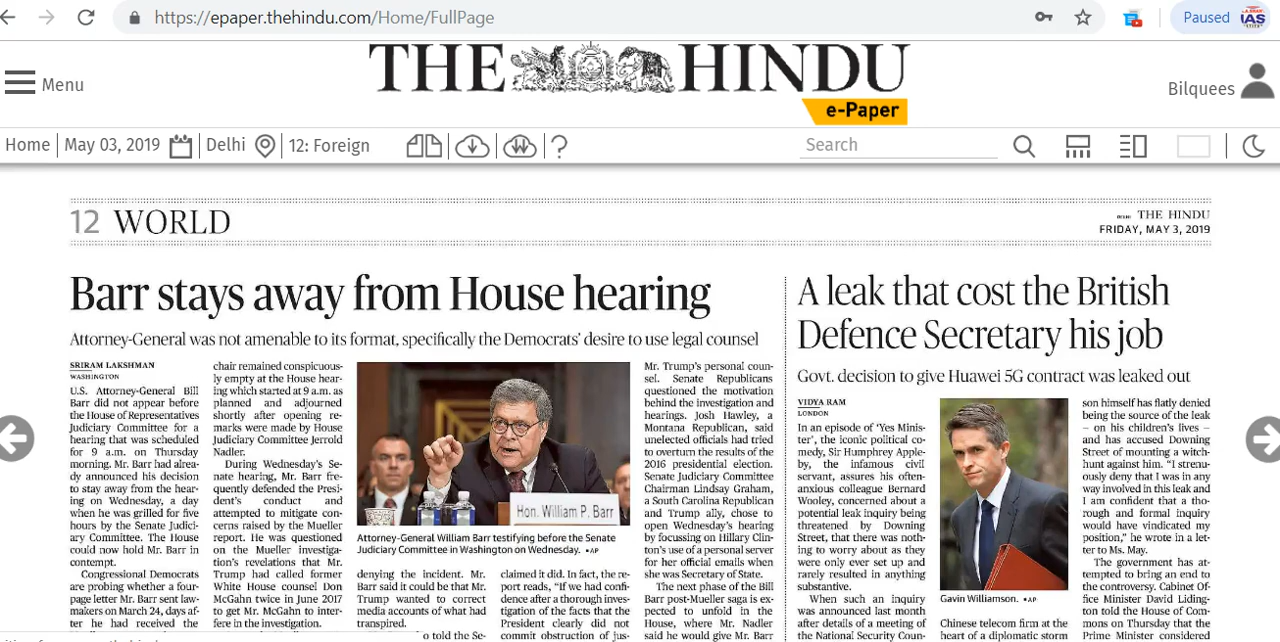 https://epaper.thehindu.com/Home/FullPage
Paused
IAS
Menu
THE HINDU
e-Paper
Bilquees
Home
May 03, 2019
Delhi
12: Foreign
?
Search
12 WORLD
THE HINDU
FRIDAY, MAY 3, 2019
Barr stays away from House hearing
Attorney-General was not amenable to its format, specifically the Democrats' desire to use legal counsel
SRIRAM LAKSHMAN
WASHINGTON
U.S. Attorney-General Bill
Barr did not appear before
the House of Representatives
Judiciary Committee for a
hearing that was scheduled
for 9 a.m. on Thursday
morning. Mr. Barr had alrea-
dy announced his decision
to stay away from the hear-
ing on Wednesday, a day
when he was grilled for five
hours by the Senate Judici-
ary Committee. The House
could now hold Mr. Barr in
contempt.
Congressional Democrats
are probing whether a four-
page letter Mr. Barr sent law-
makers on March 24, days af-
ter he had received the
chair remained conspicuous-
ly empty at the House hear-
ing which started at 9 a.m. as
planned and adjourned
shortly after opening re-
marks were made by House
Judiciary Committee Jerrold
Nadler.
During Wednesday's Se-
nate hearing, Mr. Barr fre-
quently defended the Presi-
dent's conduct and
attempted to mitigate con-
cerns raised by the Mueller
report. He was questioned
on the Mueller investiga-
tion's revelations that Mr.
Trump had called former
White House counsel Don
McGahn twice in June 2017
to get Mr. McGahn to inter-
fere in the investigation.
Hon. William P. Barr
Attorney-General William Barr testifying before the Senate
Judiciary Committee in Washington on Wednesday. •AP
denying the incident. Mr.
Barr said it could be that Mr.
Trump wanted to correct
media accounts of what had
transpired.
o told the Se-
claimed it did. In fact, the re-
port reads, "If we had confi-
dence after a thorough inves-
tigation of the facts that the
President clearly did not
commit obstruction of jus-
Mr. Trump's personal coun-
sel. Senate Republicans
questioned the motivation
behind the investigation and
hearings. Josh Hawley, a
Montana Republican, said
unelected officials had tried
to overturn the results of the
2016 presidential election.
Senate Judiciary Committee
Chairman Lindsay Graham,
a South Carolina Republican
and Trump ally, chose to
open Wednesday's hearing
by focussing on Hillary Clin-
ton's use of a personal server
for her official emails when
she was Secretary of State.
The next phase of the Bill
Barr post-Mueller saga is ex-
pected to unfold in the
House, where Mr. Nadler
said he would give Mr. Barr
A leak that cost the British
Defence Secretary his job
Govt. decision to give Huawei 5G contract was leaked out
VIDYA RAM
LONDON
In an episode of 'Yes Minis-
ter', the iconic political co-
medy, Sir Humphrey Apple-
by, the infamous civil
servant, assures his often-
anxious colleague Bernard
Wooley, concerned about a
potential leak inquiry being
threatened by Downing
Street, that there was noth-
ing to worry about as they
were only ever set up and
rarely resulted in anything
substantive.
When such an inquiry
was announced last month
after details of a meeting of
the National Security Coun-
Gavin Williamson. •AP
Chinese telecom firm at the
heart of a diplomatic storm
son himself has flatly denied
being the source of the leak
– on his children's lives –
and has accused Downing
Street of mounting a witch-
hunt against him. "I strenu-
ously deny that I was in any
way involved in this leak and
I am confident that a tho-
rough and formal inquiry
would have vindicated my
position," he wrote in a let-
ter to Ms. May.
The government has at-
tempted to bring an end to
the controversy. Cabinet Of-
fice Minister David Liding-
ton told the House of Com-
mons on Thursday that the
Prime Minister considered